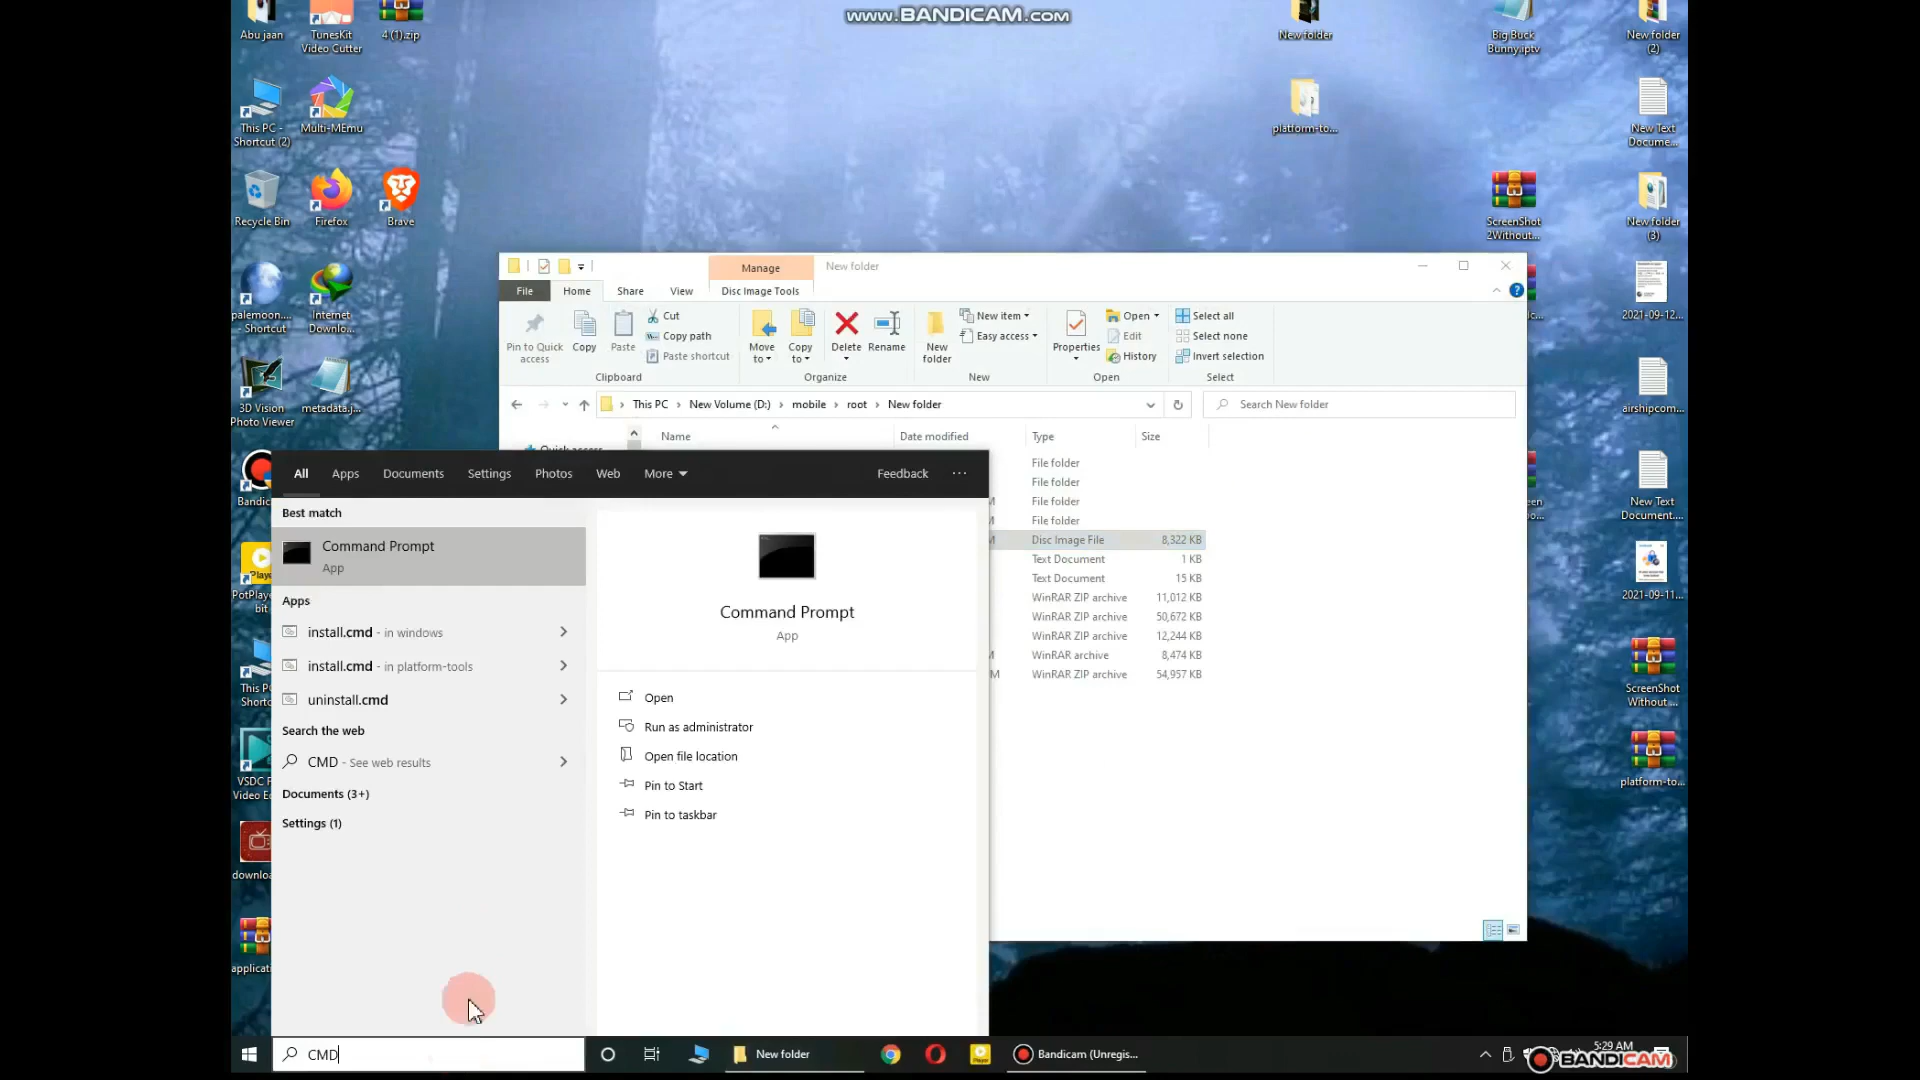 www.BANDICAM.com
Abu jaan
TunesKit
Video Cutter
4 (1).zip
New folder
Big Buck
Bunny.iptv
New folder
(2)
This PC -
Shortcut (2)
Multi-MEmu
platform-to...
New Text
Docume...
Recycle Bin
Firefox
Brave
ScreenShot
2Without...
New folder
(3)
palemoon....
- Shortcut
Internet
Downlo...
2021-09-12...
3D Vision
Photo Viewer
metadata.j...
airshipcom...
Bandic
New Text
Document....
PotPlaye
bit
2021-09-11...
This P
Shortc
ScreenShot
Without ...
VSDC F
Video Ed
platform-to...
downloa
applicati
Manage
New folder
File
Home
Share
View
Disc Image Tools
Pin to Quick
access
Copy
Paste
Cut
Copy path
Paste shortcut
Clipboard
Move
to
Copy
to
Delete
Rename
Organize
New
folder
New item
Easy access
New
Properties
Open
Edit
History
Open
Select all
Select none
Invert selection
Select
This PC > New Volume (D:) > mobile > root > New folder
Search New folder
Quick access
Name
Date modified
Type
Size
File folder
File folder
File folder
File folder
Disc Image File 8,322 KB
Text Document 1 KB
Text Document 15 KB
WinRAR ZIP archive 11,012 KB
WinRAR ZIP archive 50,672 KB
WinRAR ZIP archive 12,244 KB
WinRAR archive 8,474 KB
WinRAR ZIP archive 54,957 KB
All
Apps
Documents
Settings
Photos
Web
More
Feedback
...
Best match
Command Prompt
App
Apps
install.cmd - in windows
install.cmd - in platform-tools
uninstall.cmd
Search the web
CMD - See web results
Documents (3+)
Settings (1)
Command Prompt
App
Open
Run as administrator
Open file location
Pin to Start
Pin to taskbar
CMD
New folder
Bandicam (Unregis...
5:29 AM
BANDICAM